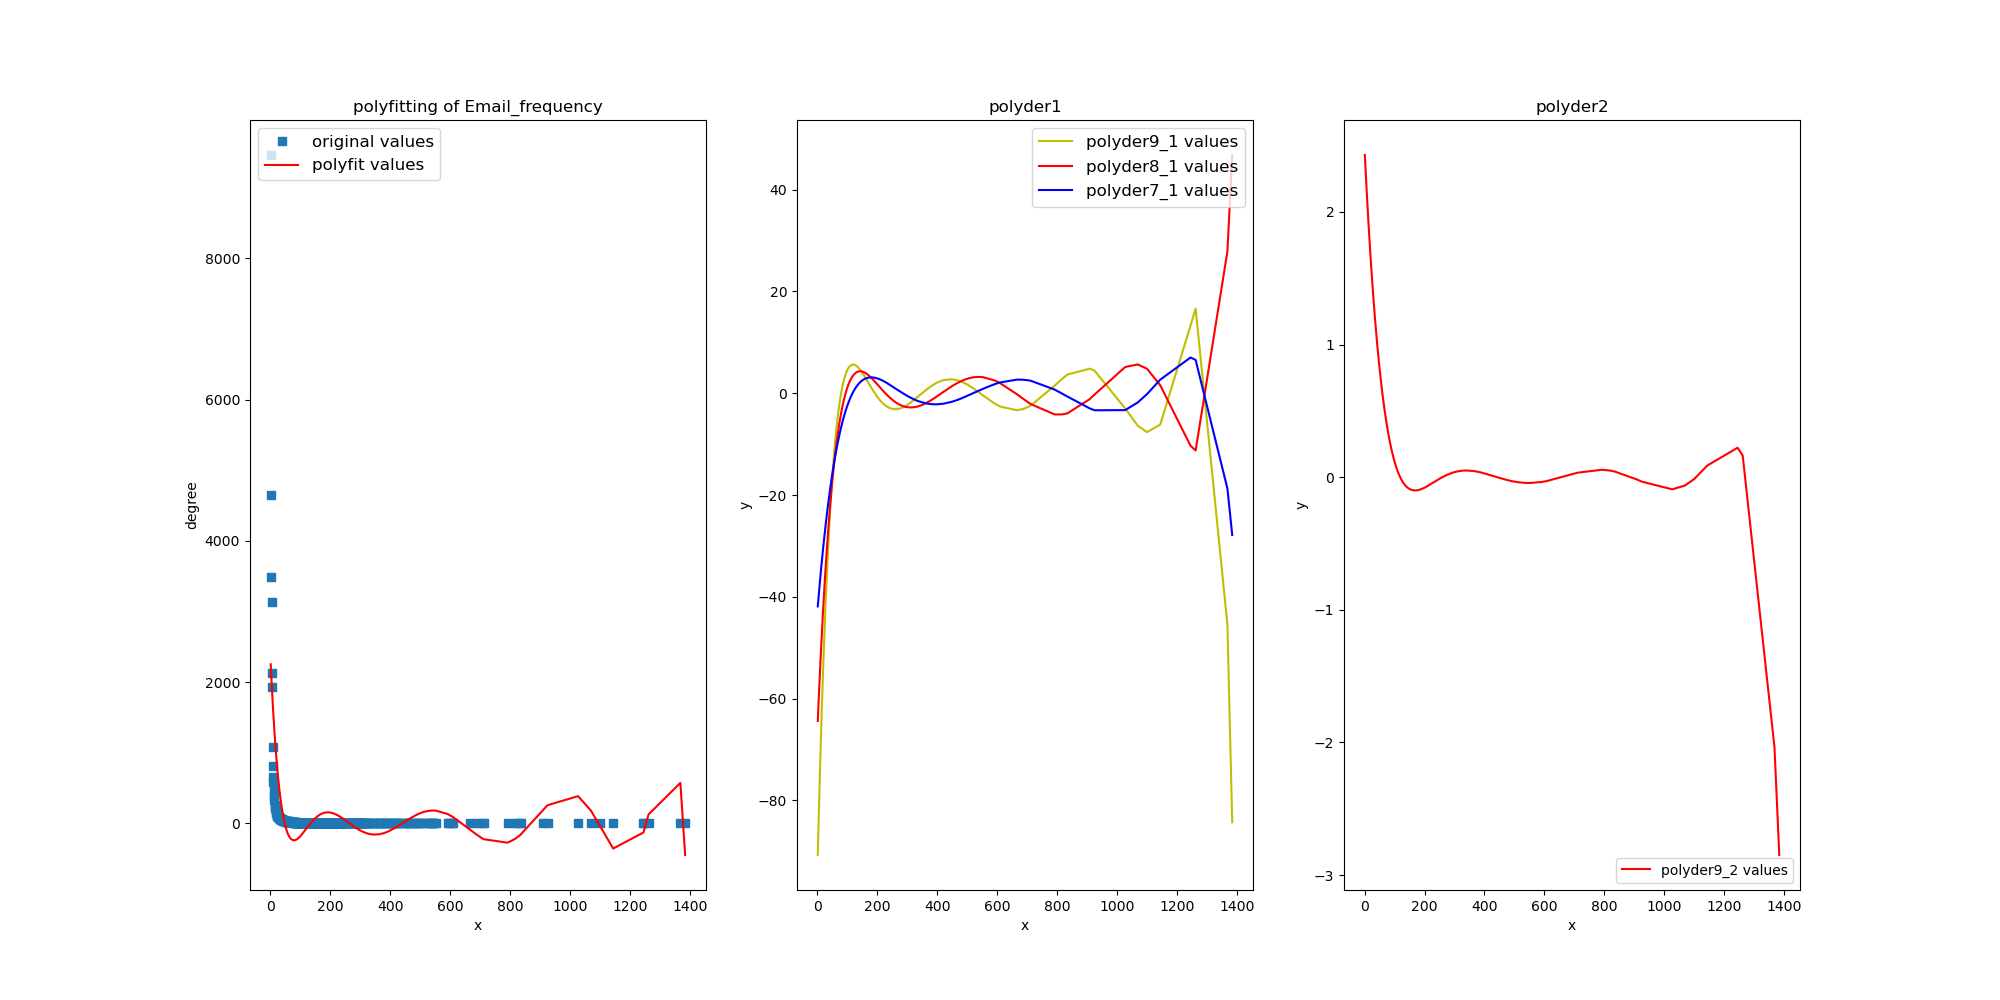 polyfitting of Email_frequency
original values
polyfit values
degree
8000
6000
4000
2000
0
0 200 400 600 800 1000 1200 1400
x
polyder1
polyder9_1 values
polyder8_1 values
polyder7_1 values
y
40
20
0
−20
−40
−60
−80
0 200 400 600 800 1000 1200 1400
x
polyder2
y
2
1
0
−1
−2
−3
polyder9_2 values
0 200 400 600 800 1000 1200 1400
x